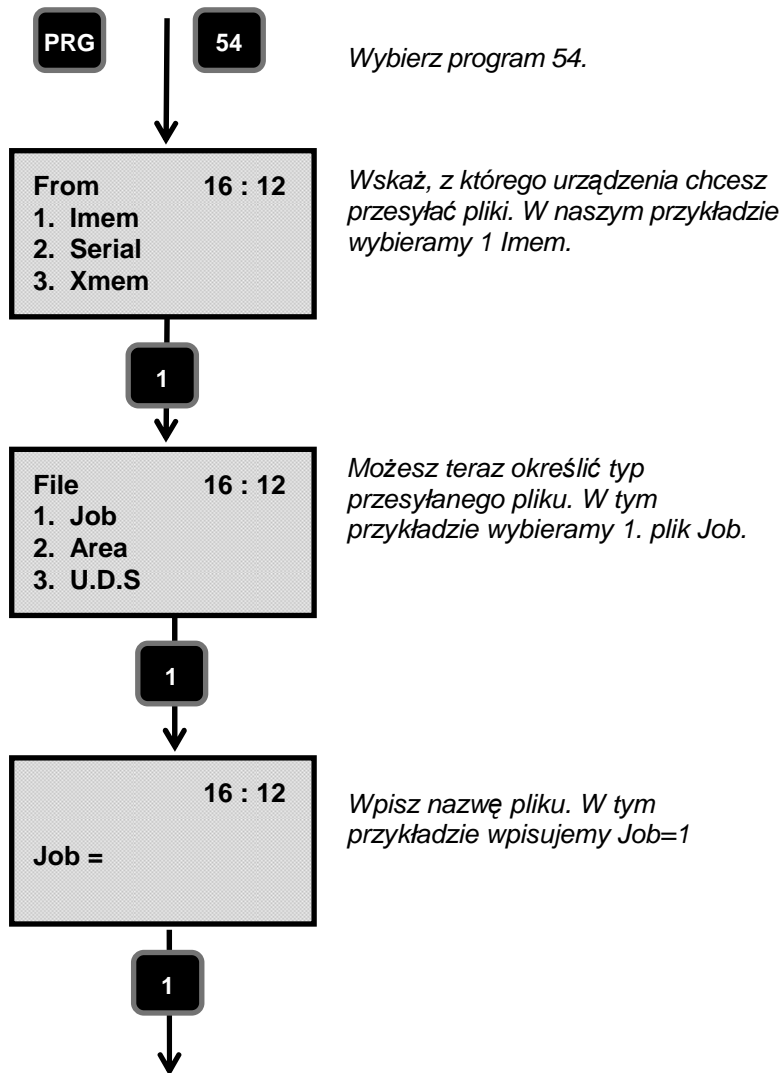 PRG 54
Wybierz program 54.
From 16 : 12
1. Imem
2. Serial
3. Xmem
Wskaż, z którego urządzenia chcesz
przesyłać pliki. W naszym przykładzie
wybieramy 1 Imem.
1
File 16 : 12
1. Job
2. Area
3. U.D.S
Możesz teraz określić typ
przesyłanego pliku. W tym
przykładzie wybieramy 1. plik Job.
1
16 : 12
Job =
Wpisz nazwę pliku. W tym
przykładzie wpisujemy Job=1
1